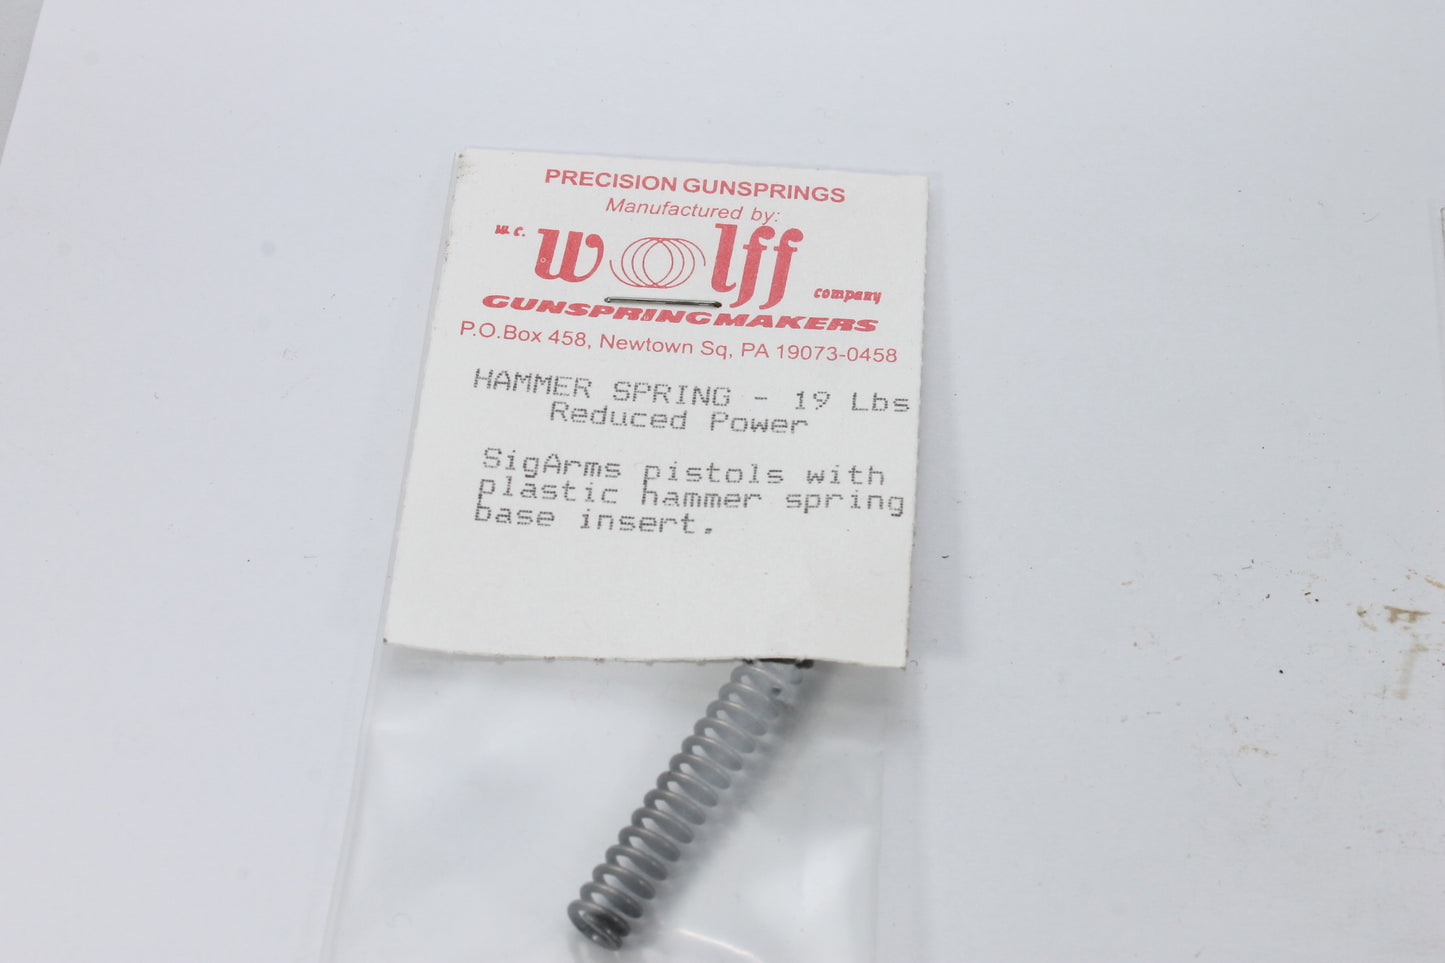 PRECISION GUNSPRINGS
Manufactured by:
W.C. Wolff company
GUNSPRINGMAKERS
P.O.Box 458, Newtown Sq, PA 19073-0458
HAMMER SPRING - 19 Lbs
Reduced Power
SigArms pistols with
plastic hammer spring
base insert.